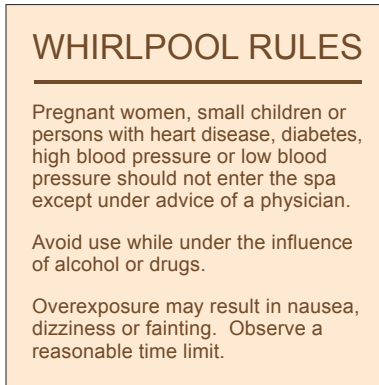 WHIRLPOOL RULES
Pregnant women, small children or
persons with heart disease, diabetes,
high blood pressure or low blood
pressure should not enter the spa
except under advice of a physician.
Avoid use while under the influence
of alcohol or drugs.
Overexposure may result in nausea,
dizziness or fainting.  Observe a
reasonable time limit.